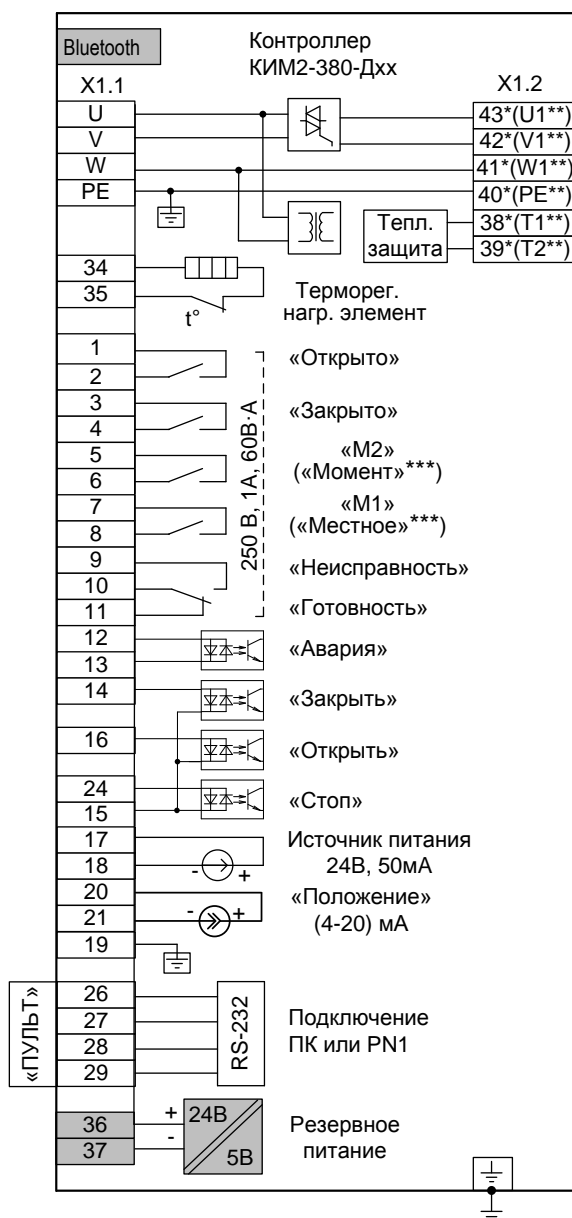 Bluetooth
Контроллер
КИМ2-380-Дхх
X1.1
X1.2
U
43*(U1**)
V
42*(V1**)
W
41*(W1**)
PE
40*(PE**)
Тепл.
защита
38*(T1**)
39*(T2**)
34
35
t°
Терморег.
нагр. элемент
1
2
«Открыто»
3
4
«Закрыто»
5
6
«М2»
(«Момент»***)
7
8
«М1»
(«Местное»***)
250 В, 1А, 60В·А
9
10
11
«Неисправность»
«Готовность»
12
13
«Авария»
14
«Закрыть»
16
«Открыть»
24
15
«Стоп»
17
18
- +
Источник питания
24В, 50мА
20
21
- +
«Положение»
(4-20) мА
19
«ПУЛЬТ»
26
27
28
29
RS-232
Подключение
ПК или PN1
36
37
+
-
24В
5В
Резервное
питание